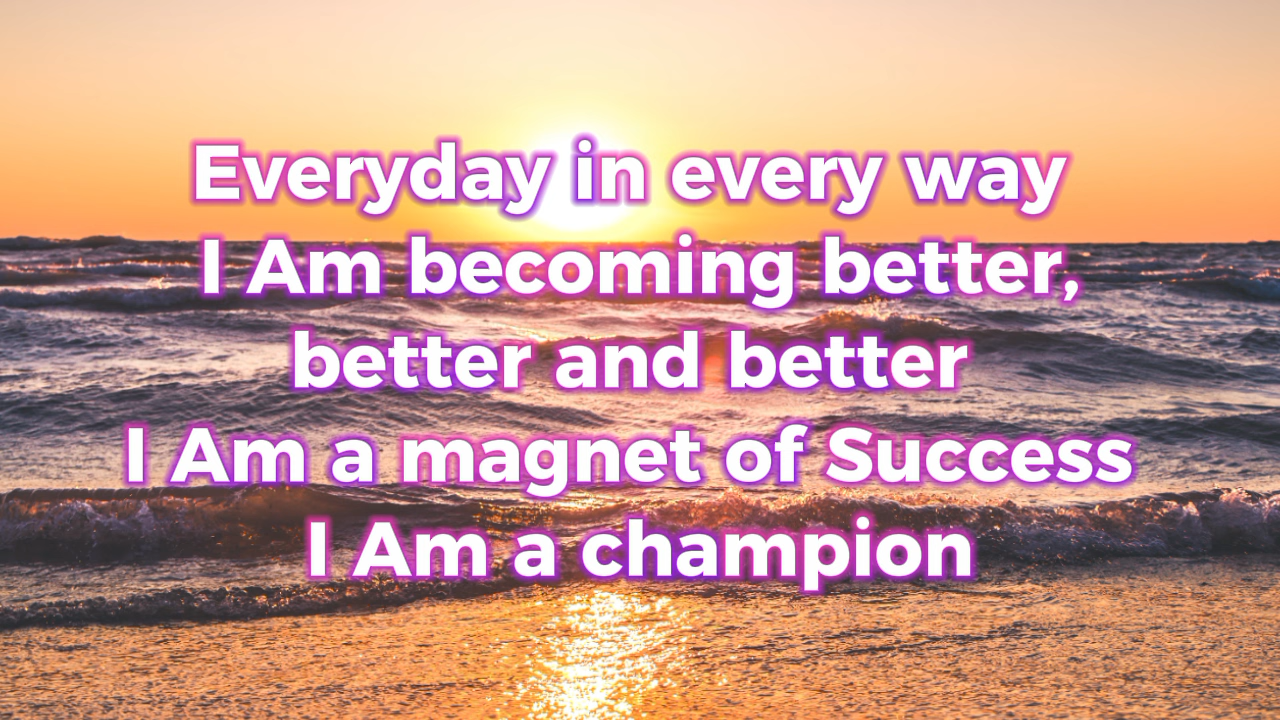 Everyday in every way
I Am becoming better,
better and better
I Am a magnet of Success
I Am a champion